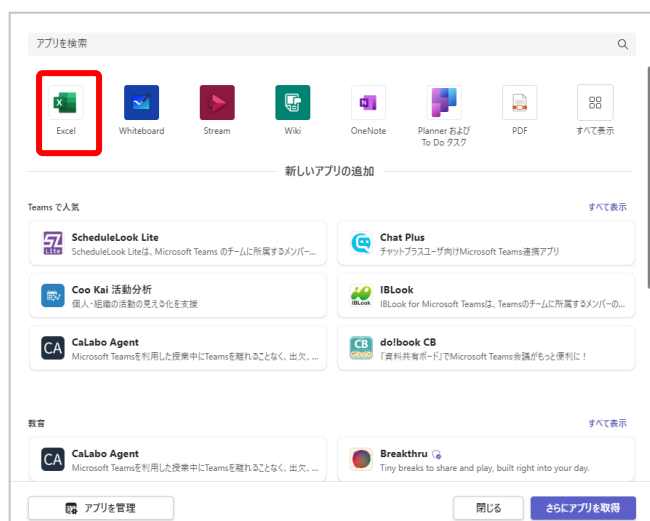 アプリを検索
Excel
Whiteboard
Stream
Wiki
OneNote
Planner および
To Do タスク
PDF
すべて表示
新しいアプリの追加
Teams で人気
すべて表示
ScheduleLook Lite
ScheduleLook Liteは、Microsoft Teams のチームに所属するメンバー...
Chat Plus
チャットプラスユーザ向けMicrosoft Teams連携アプリ
Coo Kai 活動分析
個人・組織の活動の見える化を支援
IBLook
IBLook for Microsoft Teamsは、Teamsのチームに所属するメンバーの...
CaLabo Agent
Microsoft Teamsを利用した授業中にTeamsを離れることなく、出欠、...
do!book CB
「資料共有ボード」でMicrosoft Teams会議がもっと便利に！
教育
すべて表示
CaLabo Agent
Microsoft Teamsを利用した授業中にTeamsを離れることなく、出欠、...
Breakthru
Tiny breaks to share and play, built right into your day.
アプリを管理
閉じる
さらにアプリを取得